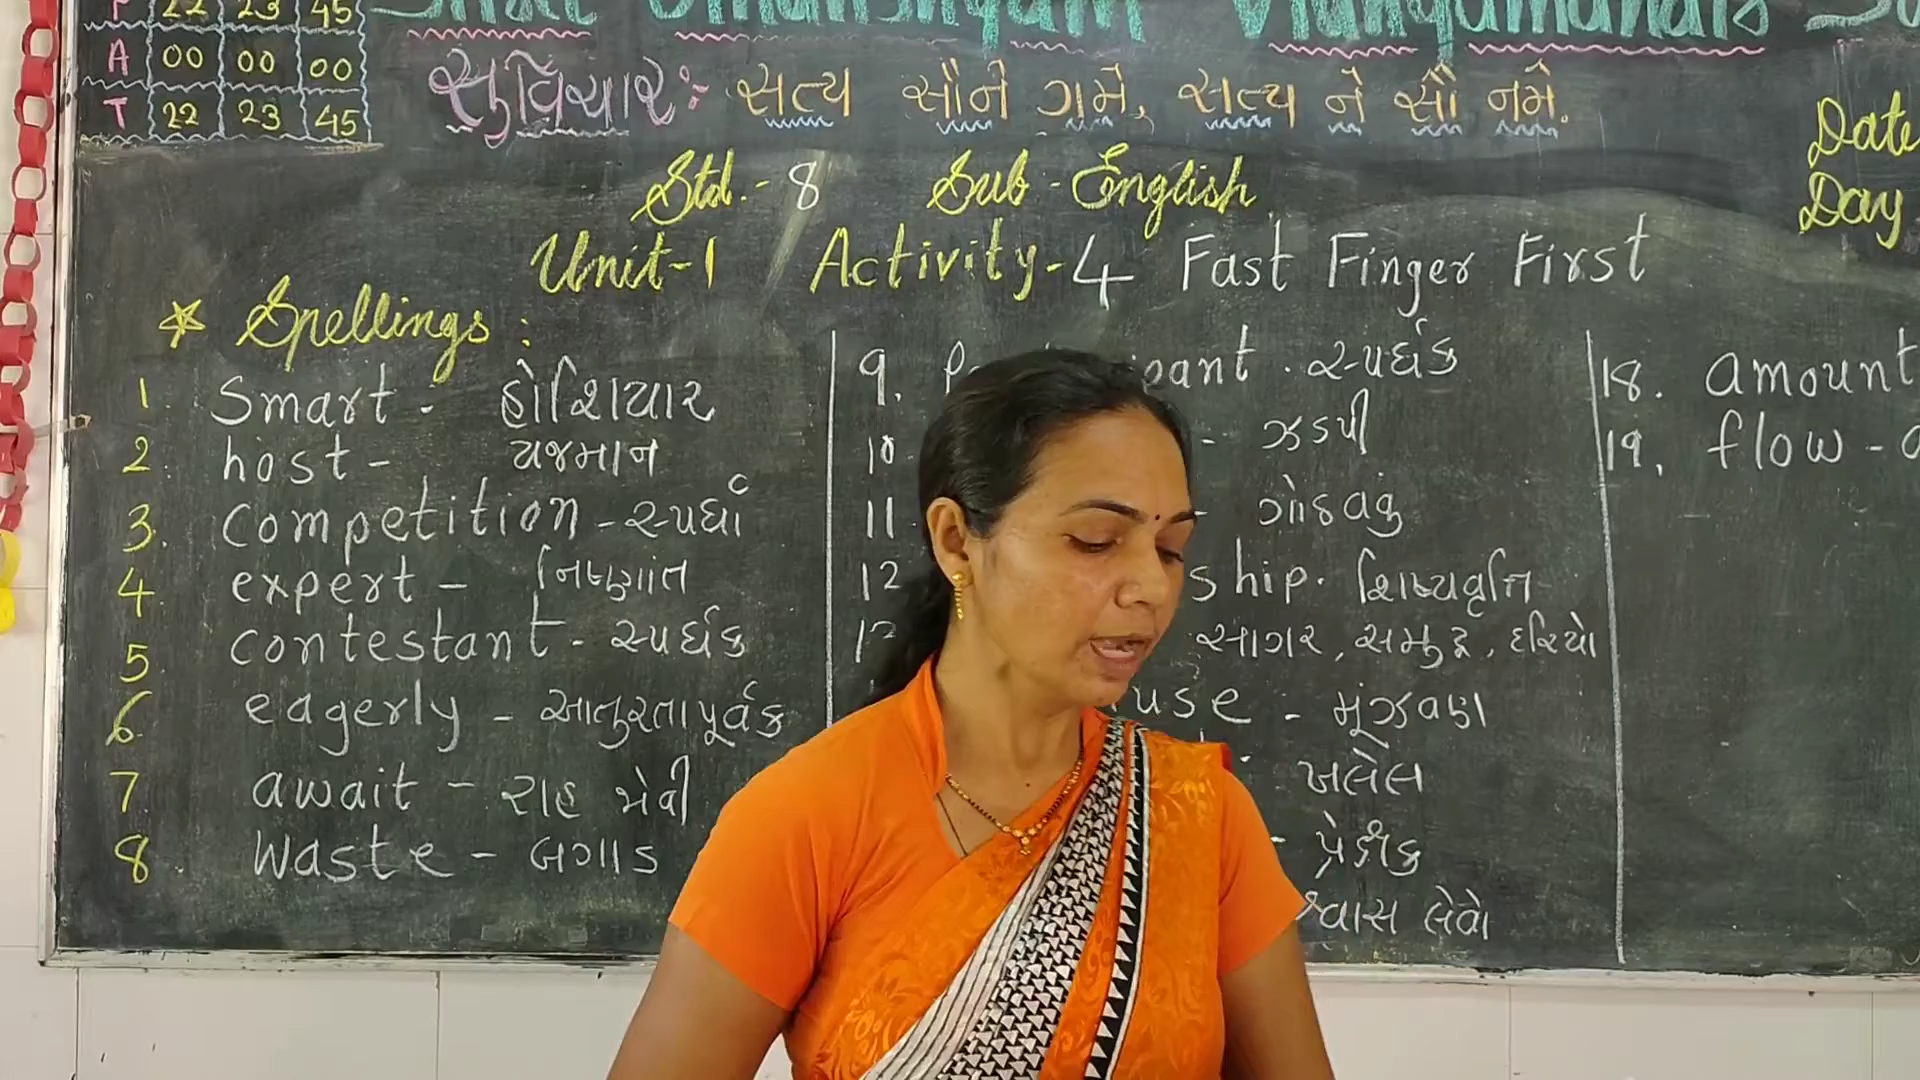 22 23 45
A 00 00 00
T 22 23 45
સુવિચાર: સત્ય સૌને ગમે, સત્ય ને સૌ નમે.
Std. - 8 Sub - English
Unit-1 Activity-4 Fast Finger First
Date
Day
* Spellings :
1. Smart - હોશિયાર
2. host - યજમાન
3. Competition - સ્પર્ધા
4. expert - નિષ્ણાત
5 contestant - સ્પર્ધક
6. eagerly - આતુરતાપૂર્વક
7 await - રાહ જોવી
8. Waste - બગાડ
9. pant. સ્પર્ધક
10 - ઝડપી
11. - ગોઠવવું
12 ship. શિષ્યવૃત્તિ
સાગર, સમુદ્ર, દરિયો
use - મૂંઝવણ
ખલેલ
- પ્રેક્ષક
શ્વાસ લેવો
18. amount
19. flow -